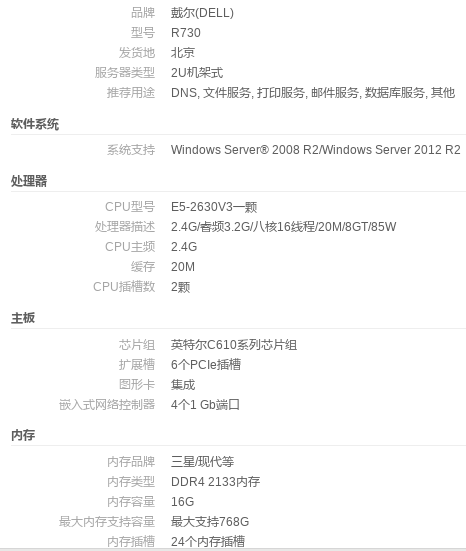 品牌 戴尔(DELL)
型号 R730
发货地 北京
服务器类型 2U机架式
推荐用途 DNS, 文件服务, 打印服务, 邮件服务, 数据库服务, 其他
软件系统
系统支持 Windows Server® 2008 R2/Windows Server 2012 R2
处理器
CPU型号 E5-2630V3一颗
处理器描述 2.4G/睿频3.2G/八核16线程/20M/8GT/85W
CPU主频 2.4G
缓存 20M
CPU插槽数 2颗
主板
芯片组 英特尔C610系列芯片组
扩展槽 6个PCIe插槽
图形卡 集成
嵌入式网络控制器 4个1 Gb端口
内存
内存品牌 三星/现代等
内存类型 DDR4 2133内存
内存容量 16G
最大内存支持容量 最大支持768G
内存插槽 24个内存插槽